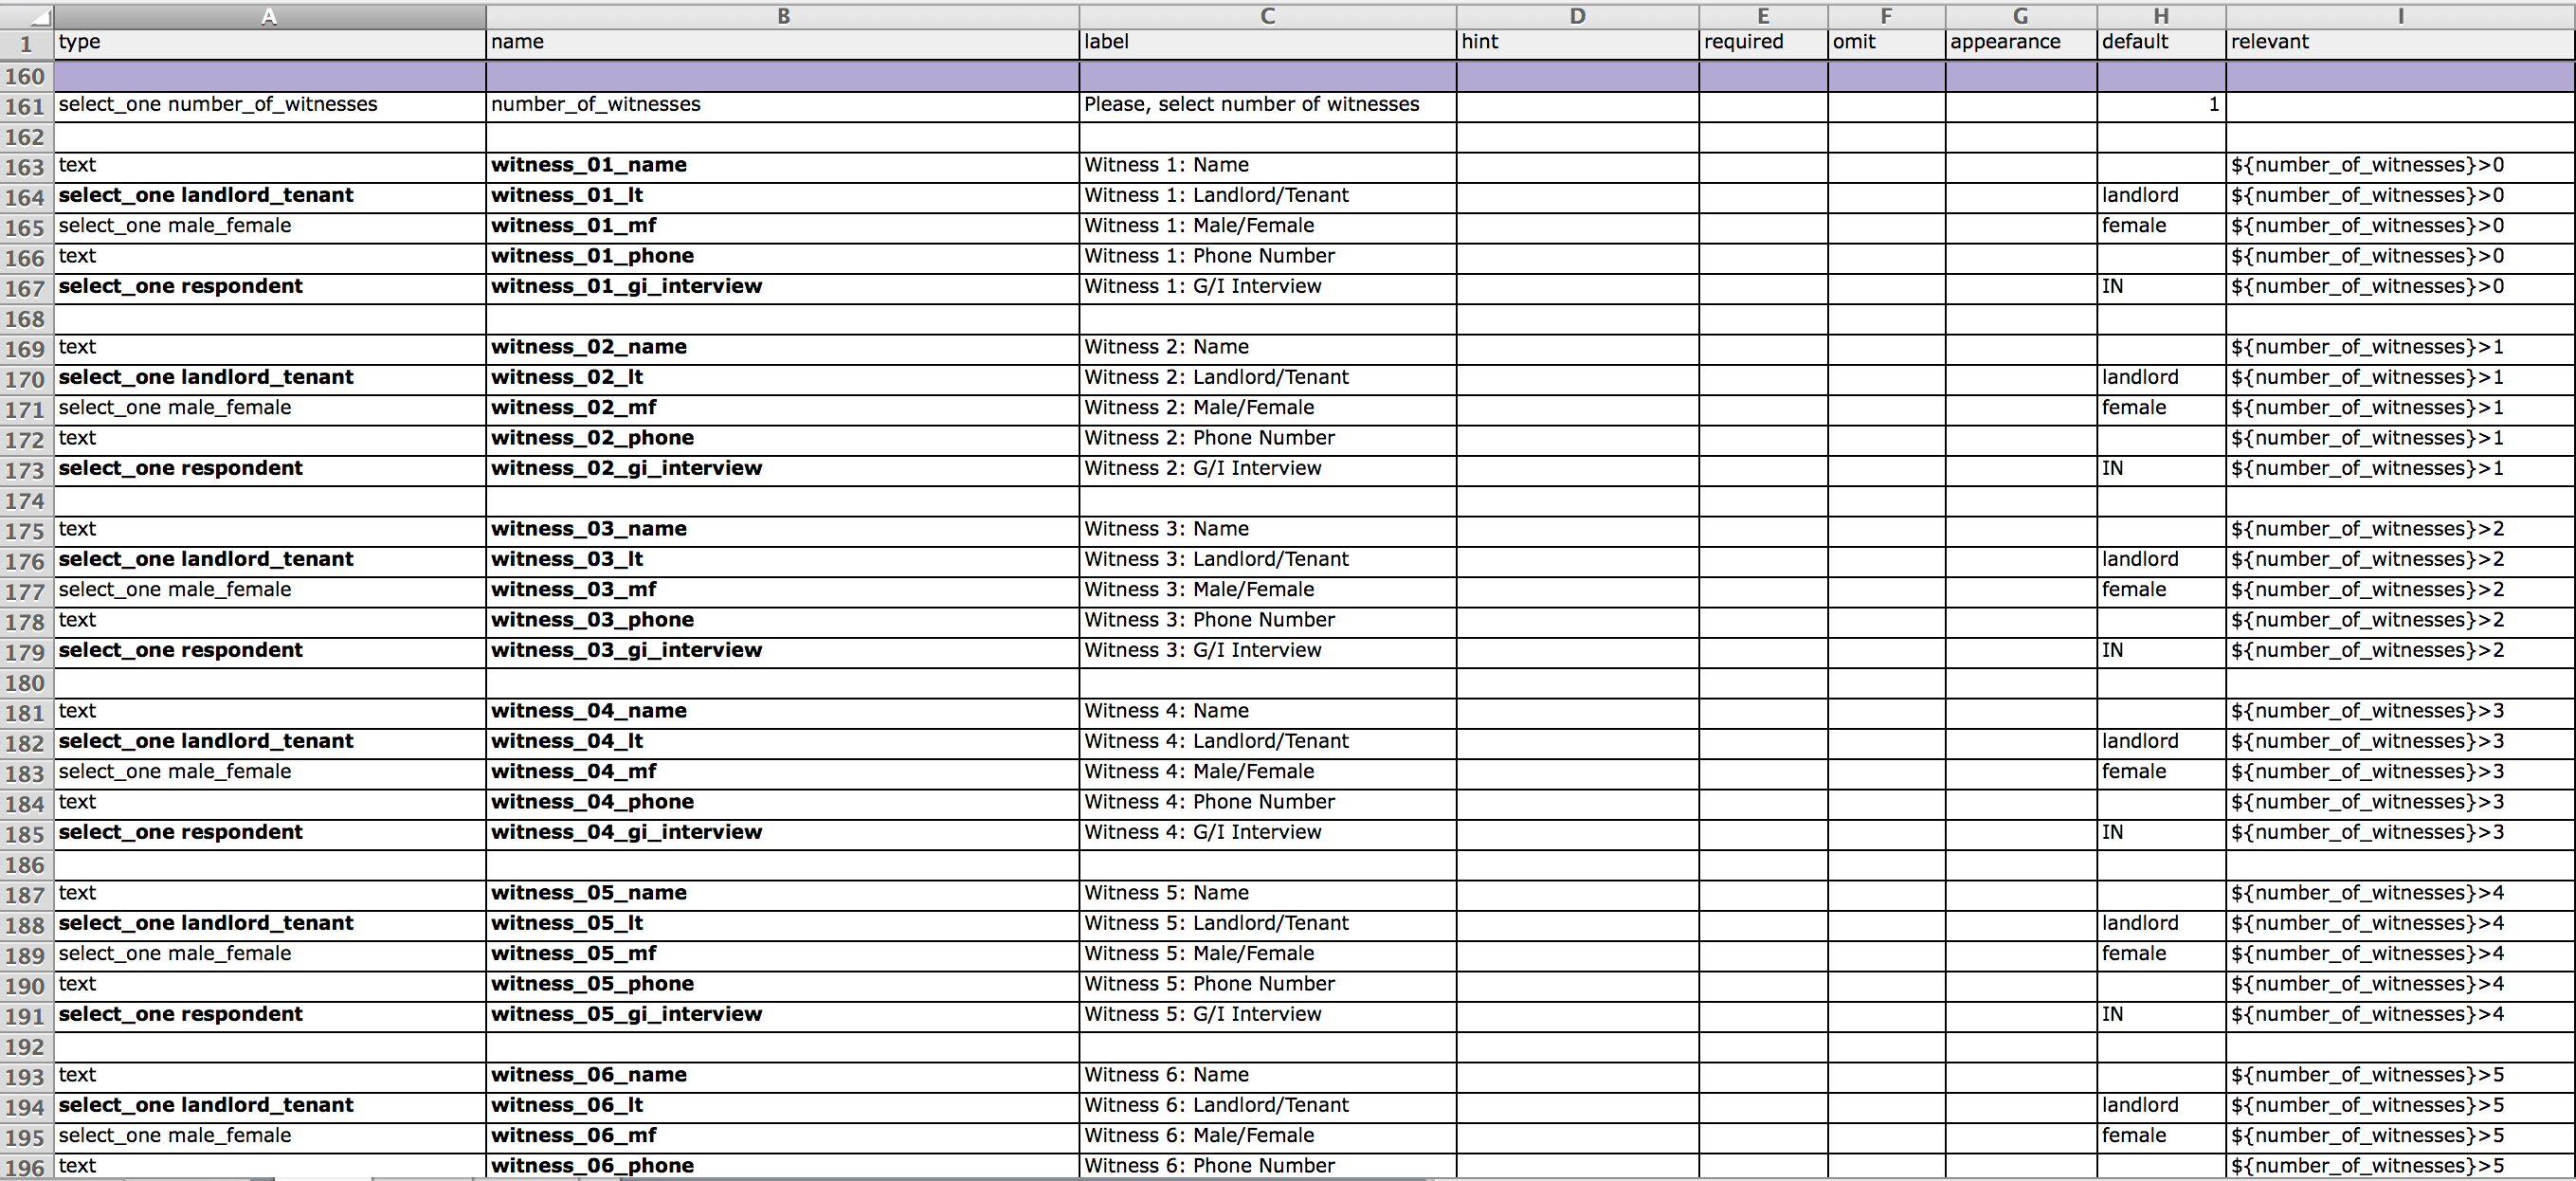 A B C D E F G H I
1 type name label hint required omit appearance default relevant
160
161 select_one number_of_witnesses number_of_witnesses Please, select number of witnesses 1
162
163 text witness_01_name Witness 1: Name ${number_of_witnesses}>0
164 select_one landlord_tenant witness_01_lt Witness 1: Landlord/Tenant landlord ${number_of_witnesses}>0
165 select_one male_female witness_01_mf Witness 1: Male/Female female ${number_of_witnesses}>0
166 text witness_01_phone Witness 1: Phone Number ${number_of_witnesses}>0
167 select_one respondent witness_01_gi_interview Witness 1: G/I Interview IN ${number_of_witnesses}>0
168
169 text witness_02_name Witness 2: Name ${number_of_witnesses}>1
170 select_one landlord_tenant witness_02_lt Witness 2: Landlord/Tenant landlord ${number_of_witnesses}>1
171 select_one male_female witness_02_mf Witness 2: Male/Female female ${number_of_witnesses}>1
172 text witness_02_phone Witness 2: Phone Number ${number_of_witnesses}>1
173 select_one respondent witness_02_gi_interview Witness 2: G/I Interview IN ${number_of_witnesses}>1
174
175 text witness_03_name Witness 3: Name ${number_of_witnesses}>2
176 select_one landlord_tenant witness_03_lt Witness 3: Landlord/Tenant landlord ${number_of_witnesses}>2
177 select_one male_female witness_03_mf Witness 3: Male/Female female ${number_of_witnesses}>2
178 text witness_03_phone Witness 3: Phone Number ${number_of_witnesses}>2
179 select_one respondent witness_03_gi_interview Witness 3: G/I Interview IN ${number_of_witnesses}>2
180
181 text witness_04_name Witness 4: Name ${number_of_witnesses}>3
182 select_one landlord_tenant witness_04_lt Witness 4: Landlord/Tenant landlord ${number_of_witnesses}>3
183 select_one male_female witness_04_mf Witness 4: Male/Female female ${number_of_witnesses}>3
184 text witness_04_phone Witness 4: Phone Number ${number_of_witnesses}>3
185 select_one respondent witness_04_gi_interview Witness 4: G/I Interview IN ${number_of_witnesses}>3
186
187 text witness_05_name Witness 5: Name ${number_of_witnesses}>4
188 select_one landlord_tenant witness_05_lt Witness 5: Landlord/Tenant landlord ${number_of_witnesses}>4
189 select_one male_female witness_05_mf Witness 5: Male/Female female ${number_of_witnesses}>4
190 text witness_05_phone Witness 5: Phone Number ${number_of_witnesses}>4
191 select_one respondent witness_05_gi_interview Witness 5: G/I Interview IN ${number_of_witnesses}>4
192
193 text witness_06_name Witness 6: Name ${number_of_witnesses}>5
194 select_one landlord_tenant witness_06_lt Witness 6: Landlord/Tenant landlord ${number_of_witnesses}>5
195 select_one male_female witness_06_mf Witness 6: Male/Female female ${number_of_witnesses}>5
196 text witness_06_phone Witness 6: Phone Number ${number_of_witnesses}>5